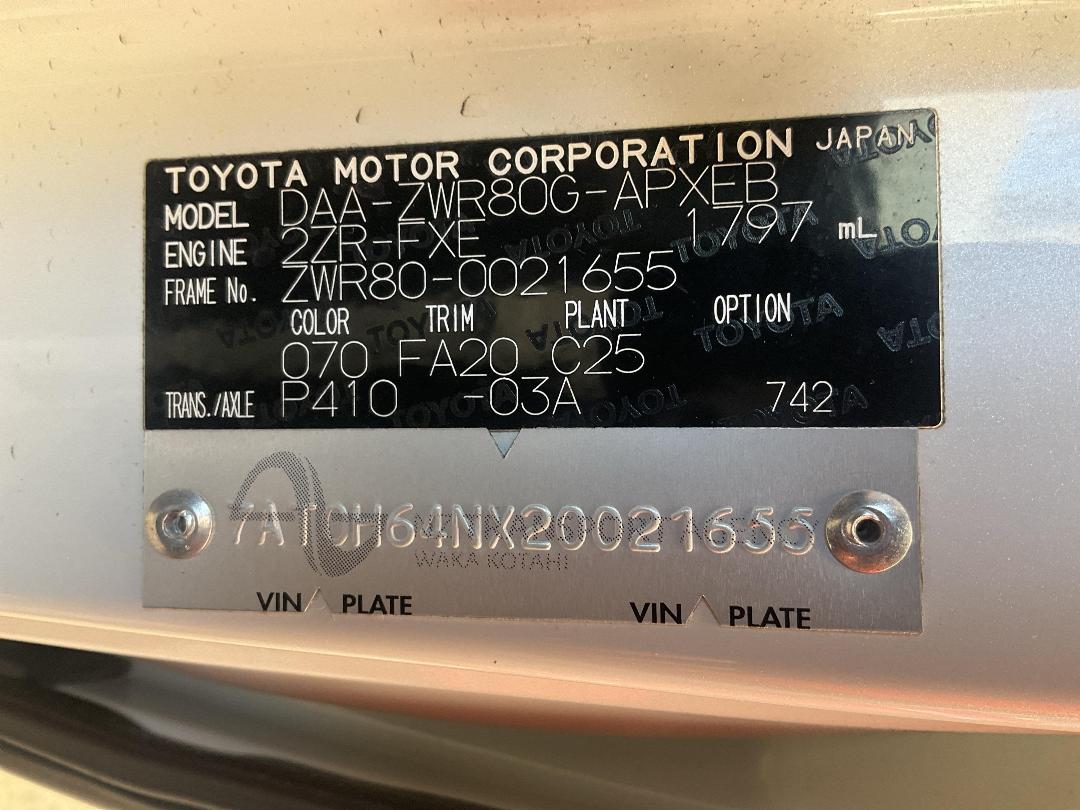 TOYOTA MOTOR CORPORATION JAPAN
MODEL DAA-ZWR80G-APXEB
ENGINE 2ZR-FXE 1797 mL
FRAME No. ZWR80-0021655
COLOR TRIM PLANT OPTION
070 FA20 C25
TRANS./AXLE P410 -03A 742
7AT0H64NX20021655
WAKA KOTAHI
VIN PLATE VIN PLATE